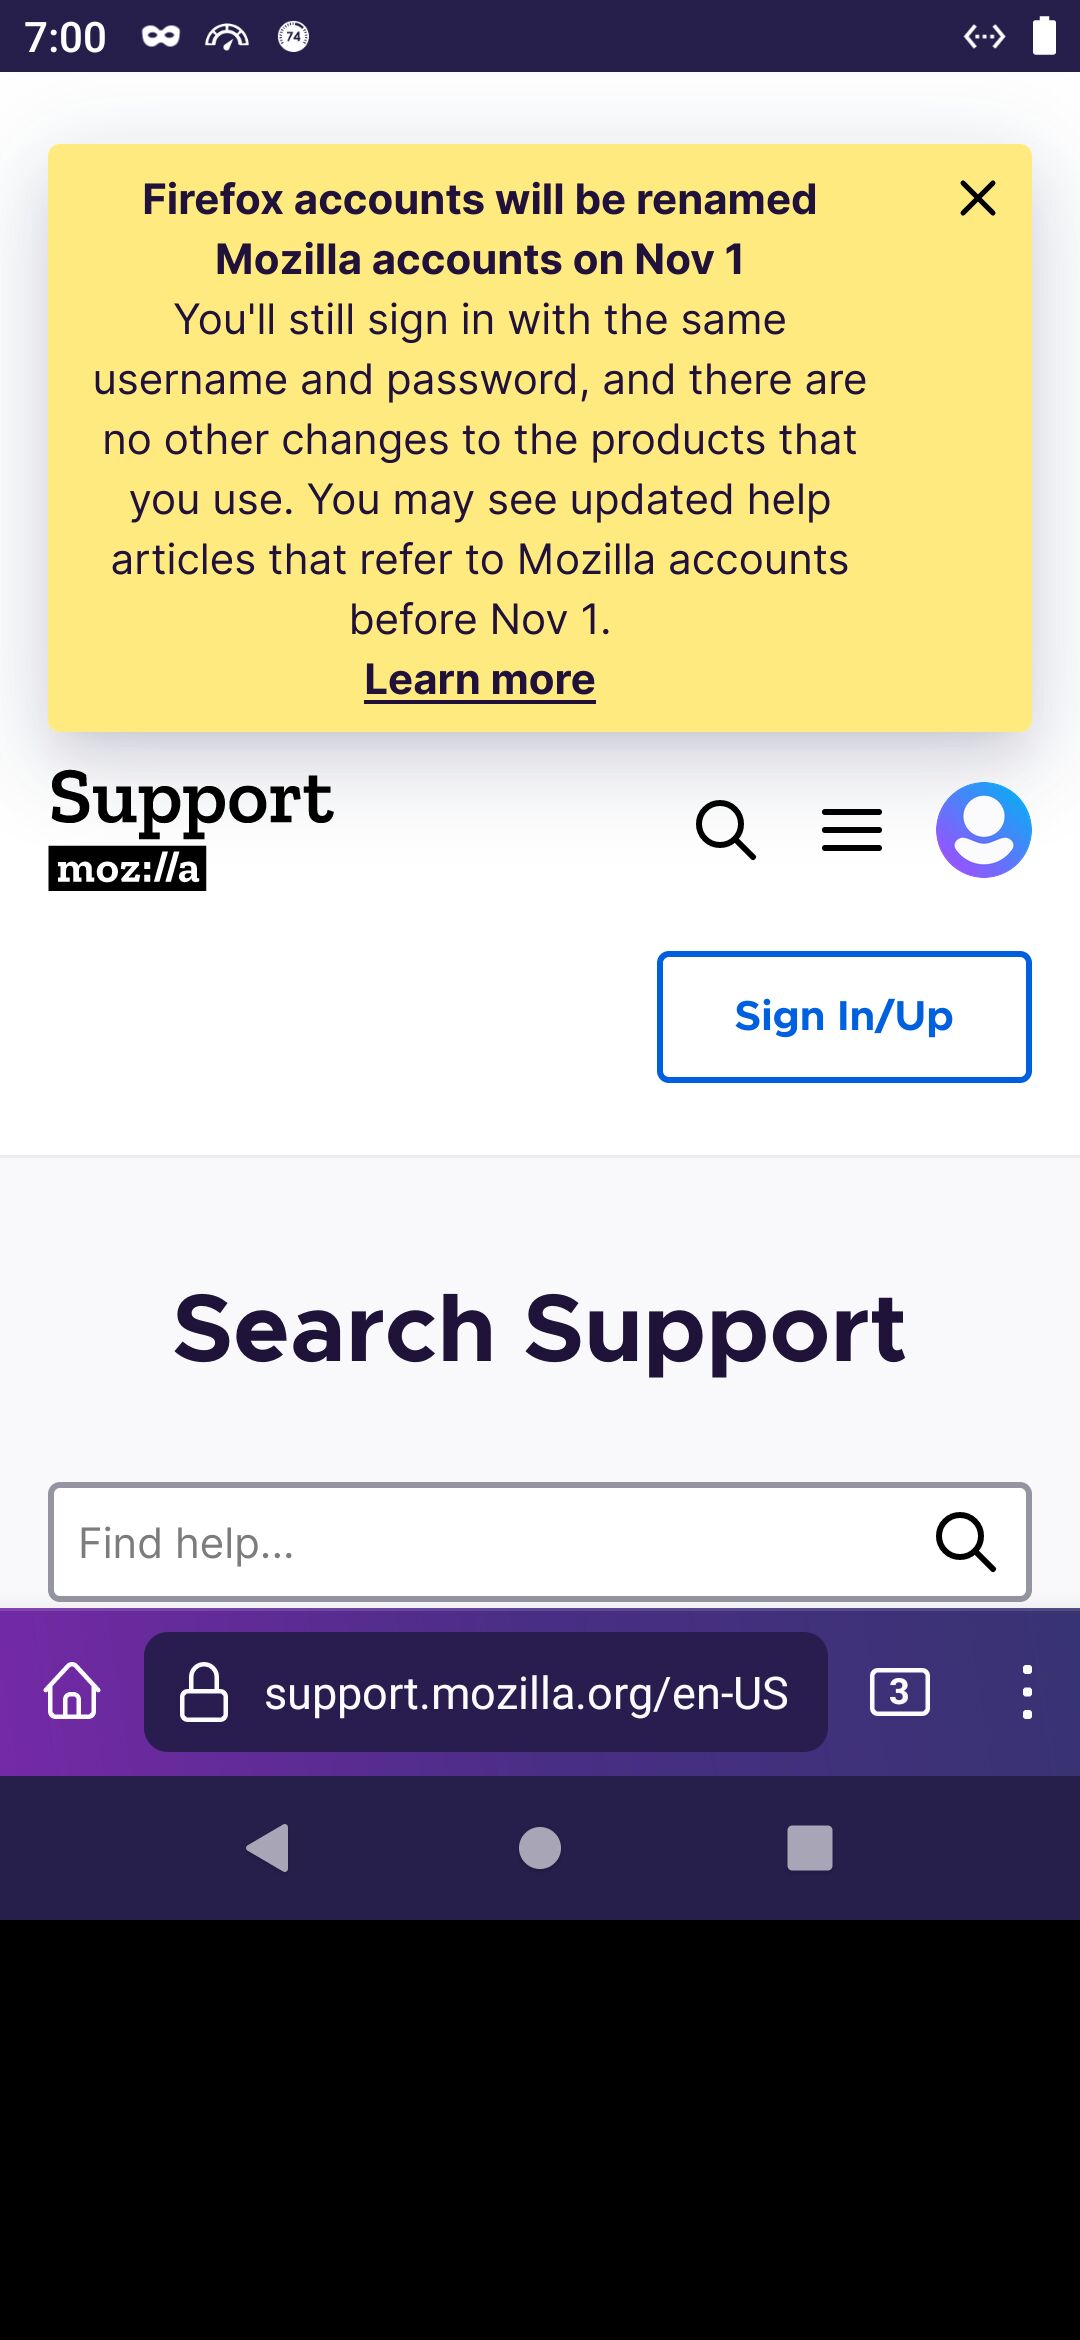 7:00
74
Firefox accounts will be renamed
Mozilla accounts on Nov 1
You'll still sign in with the same
username and password, and there are
no other changes to the products that
you use. You may see updated help
articles that refer to Mozilla accounts
before Nov 1.
Learn more
Support
moz://a
Sign In/Up
Search Support
Find help...
support.mozilla.org/en-US
3